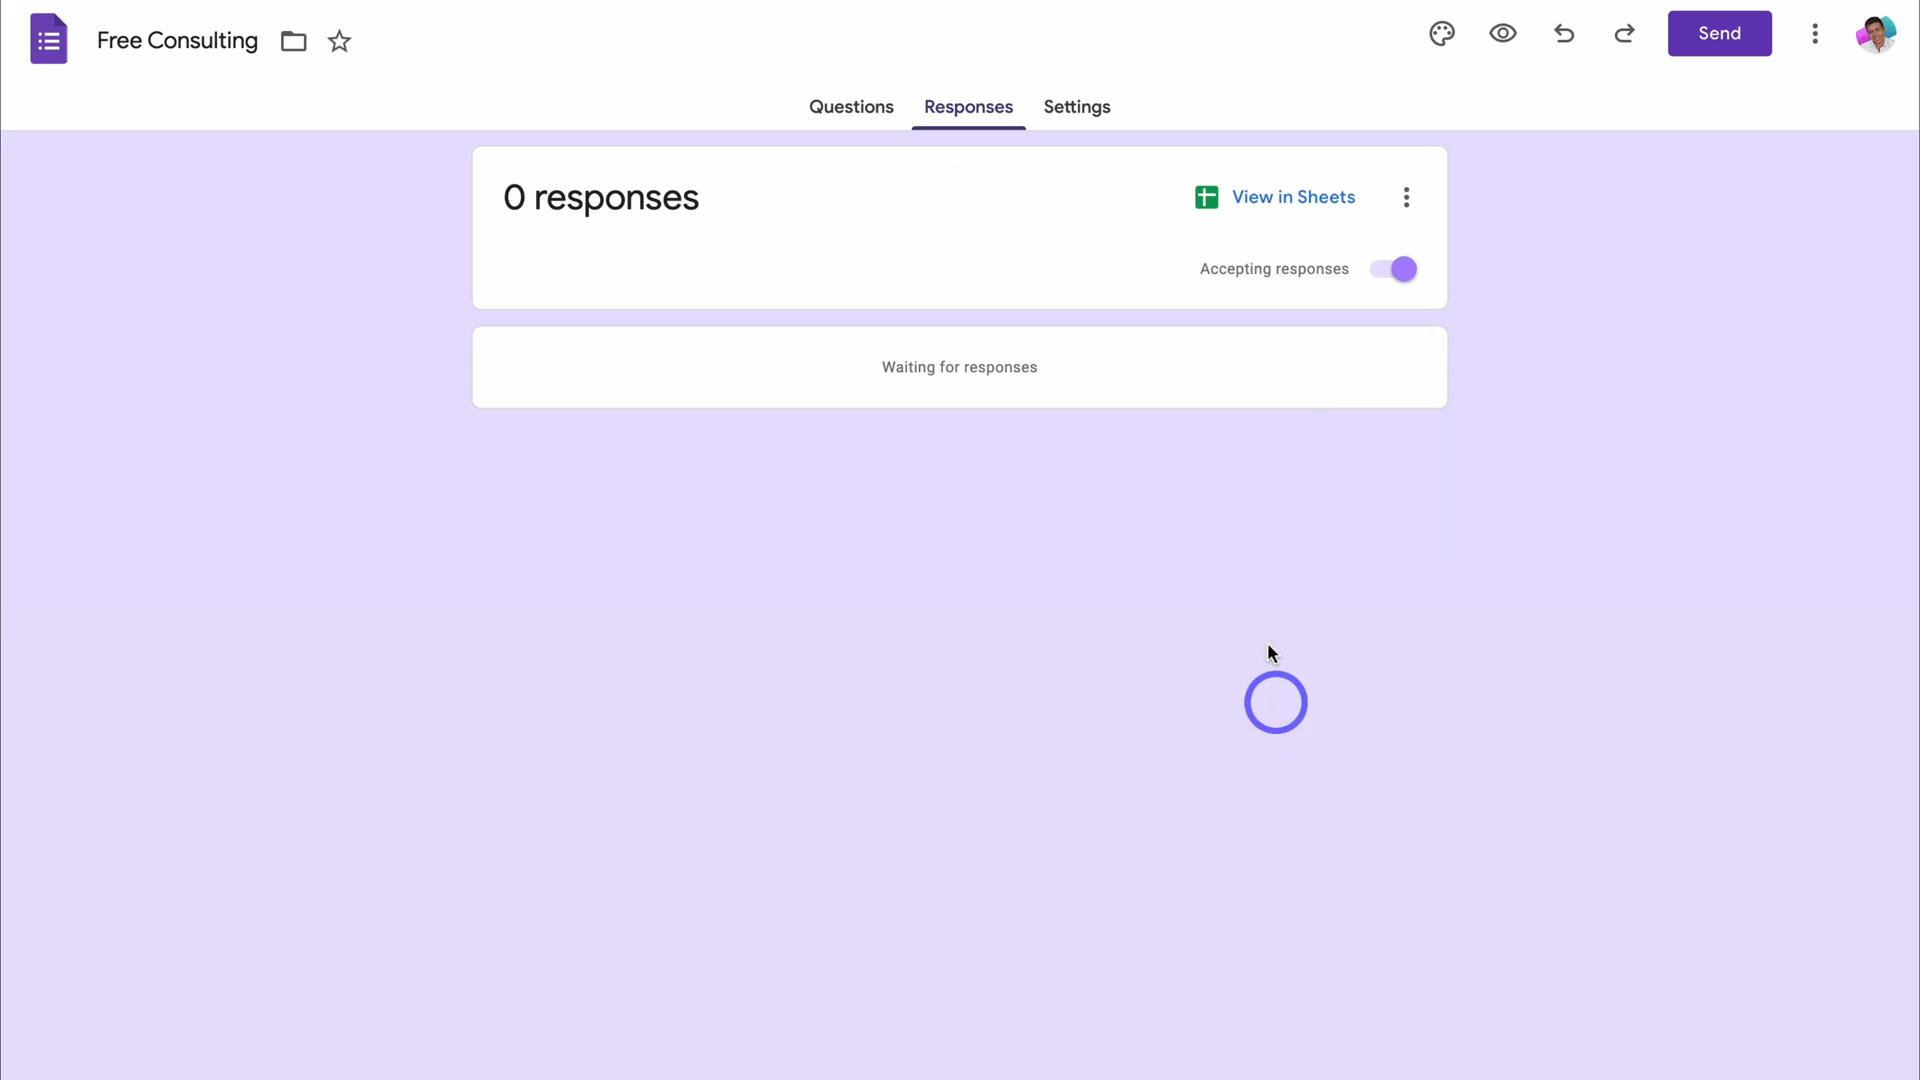 Free Consulting
Send
Questions Responses Settings
0 responses
View in Sheets
Accepting responses
Waiting for responses